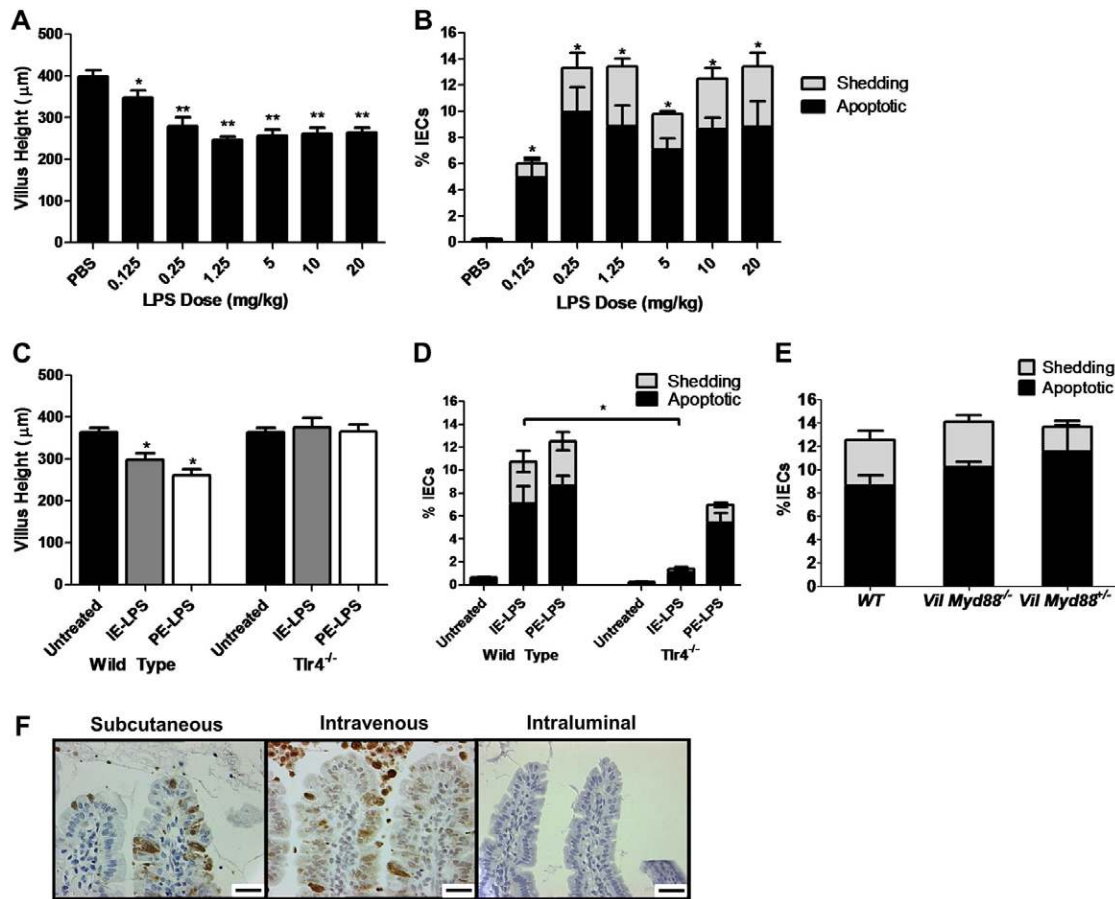 A
Villus Height (μm)
500
400
300
200
100
0
* ** ** ** ** **
PBS 0.125 0.25 1.25 5 10 20
LPS Dose (mg/kg)
B
% IECs
16
14
12
10
8
6
4
2
0
* * * * * *
PBS 0.125 0.25 1.25 5 10 20
LPS Dose (mg/kg)
Shedding
Apoptotic
C
Villus Height (μm)
500
400
300
200
100
0
* *
Untreated IE-LPS PE-LPS Untreated IE-LPS PE-LPS
Wild Type Tlr4-/-
D
Shedding
Apoptotic
% IECs
16
14
12
10
8
6
4
2
0
*
Untreated IE-LPS PE-LPS Untreated IE-LPS PE-LPS
Wild Type Tlr4-/-
E
Shedding
Apoptotic
%IECs
16
14
12
10
8
6
4
2
0
WT Vil Myd88-/- Vil Myd88+/-
F
Subcutaneous Intravenous Intraluminal